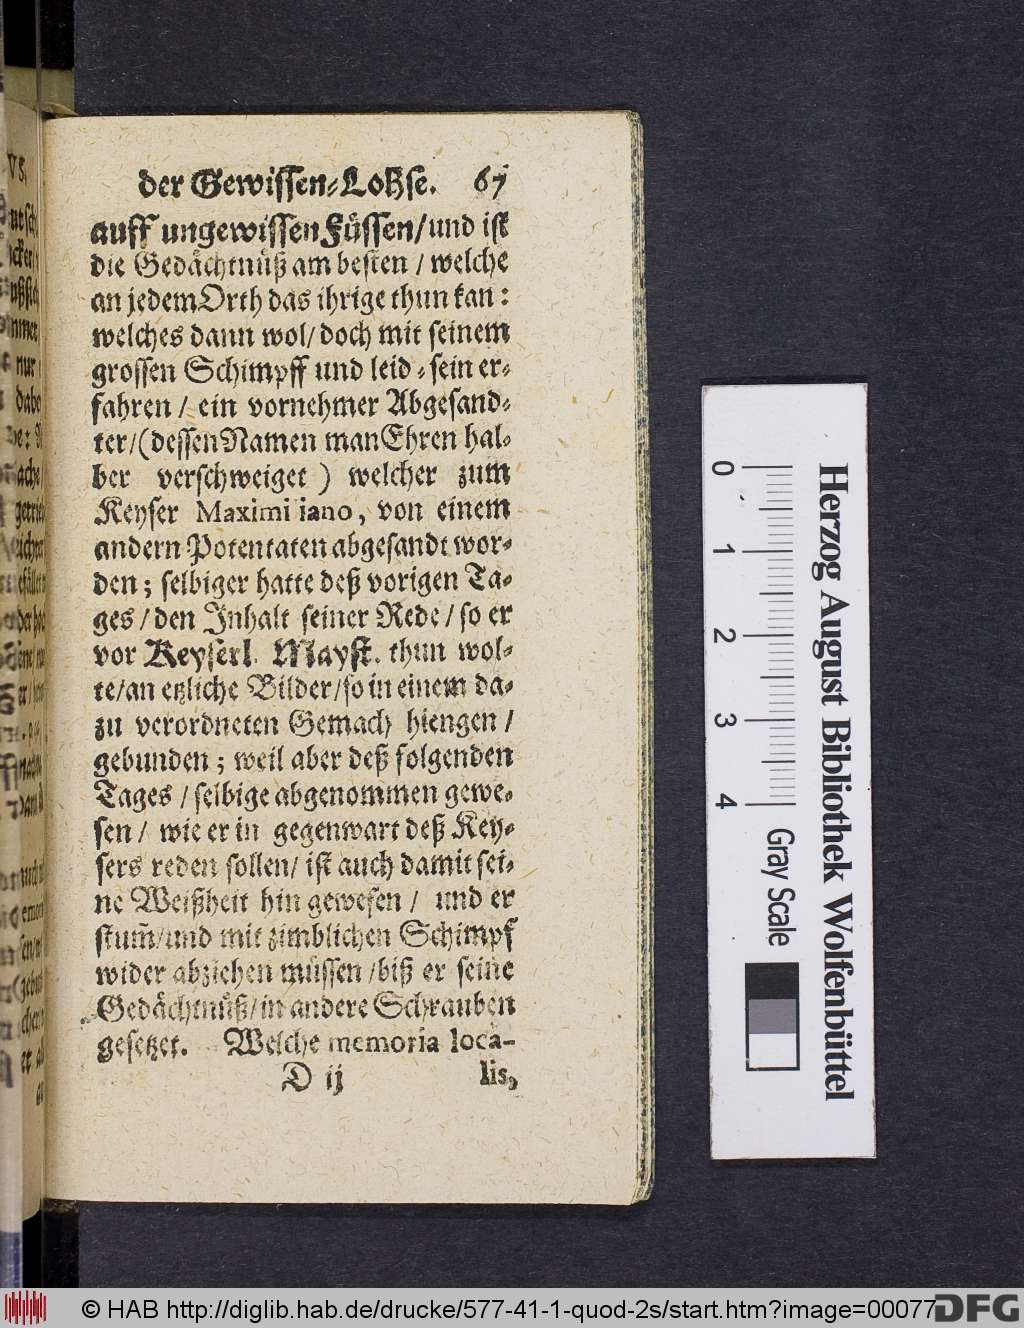 der Gewissen-Loßse. 67
auff ungewissen Füssen/und ist
die Gedächtnüß am besten / welche
an jedem Orth das ihrige thun kan:
welches dann wol/ doch mit seinem
grossen Schimpff und leid-sein er-
fahren / ein vornehmer Abgesand-
ter/(dessen Namen man Ehren hal-
ber verschweiget) welcher zum
Keyser Maximiiano, von einem
andern Potentaten abgesandt wor-
den; selbiger hatte deß vorigen Ta-
ges / den Inhalt seiner Rede / so er
vor Keyserl. Mayst. thun wol-
te/an etzliche Bilder/so in einem da-
zu verordneten Gemach hiengen /
gebunden; weil aber deß folgenden
Tages / selbige abgenommen gewe-
sen / wie er in gegenwart deß Key-
sers reden sollen/ ist auch damit sei-
ne Weißheit hin gewesen / und er
stum̃/und mit zimblichen Schimpf
wider abziehen müssen/biß er seine
Gedächtnüß/in andere Schrauben
gesetzet. Welche memoria loca-
D ij lis,
0 1 2 3 4
Gray Scale
Herzog August Bibliothek Wolfenbüttel
© HAB http://diglib.hab.de/drucke/577-41-1-quod-2s/start.htm?image=00077
DFG